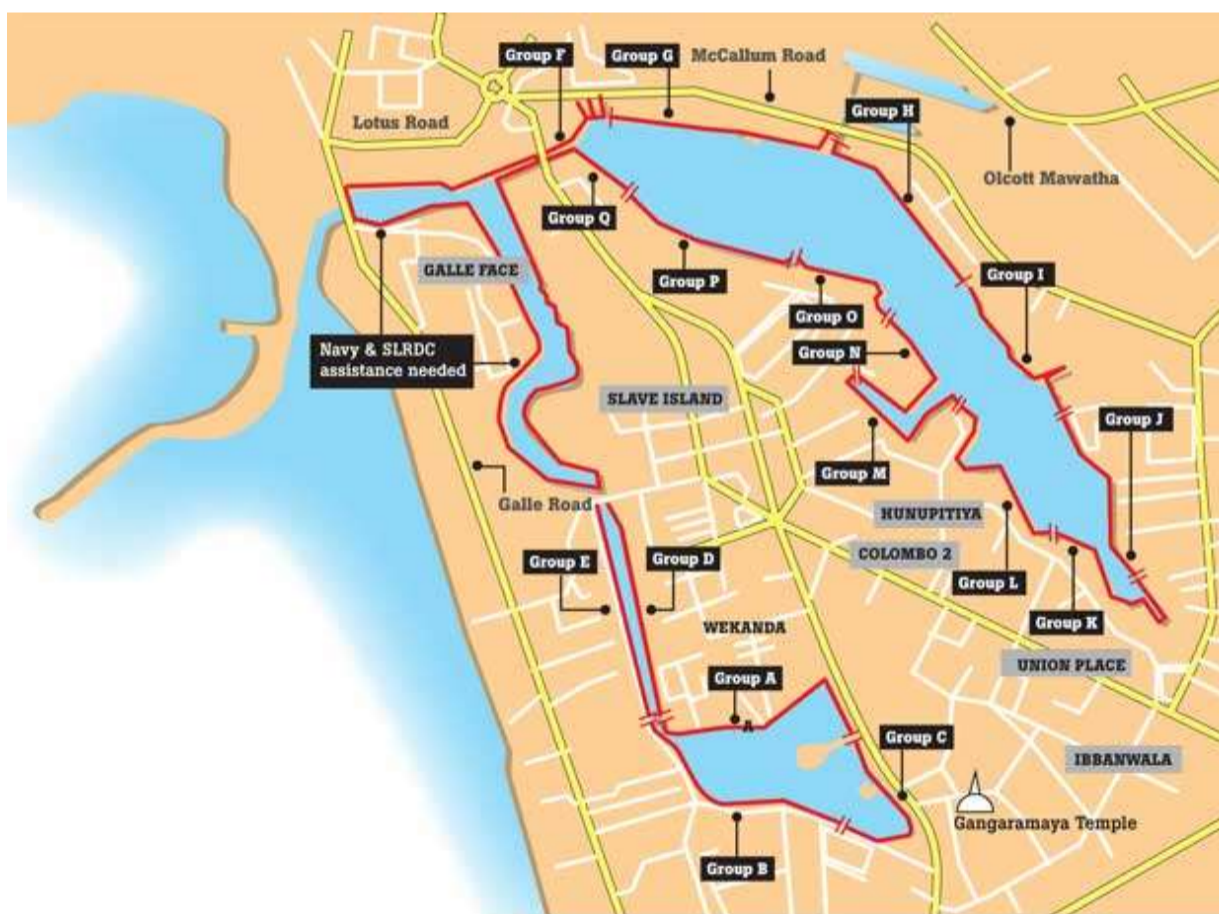 Group F
Group G
McCallum Road
Group H
Lotus Road
Olcott Mawatha
Group Q
GALLE FACE
Group P
Group I
Group O
Navy & SLRDC
assistance needed
Group N
SLAVE ISLAND
Group J
Group M
Galle Road
HUNUPITIYA
COLOMBO 2
Group E
Group D
Group L
Group K
WEKANDA
UNION PLACE
Group A
A
Group C
IBBANWALA
Gangaramaya Temple
Group B